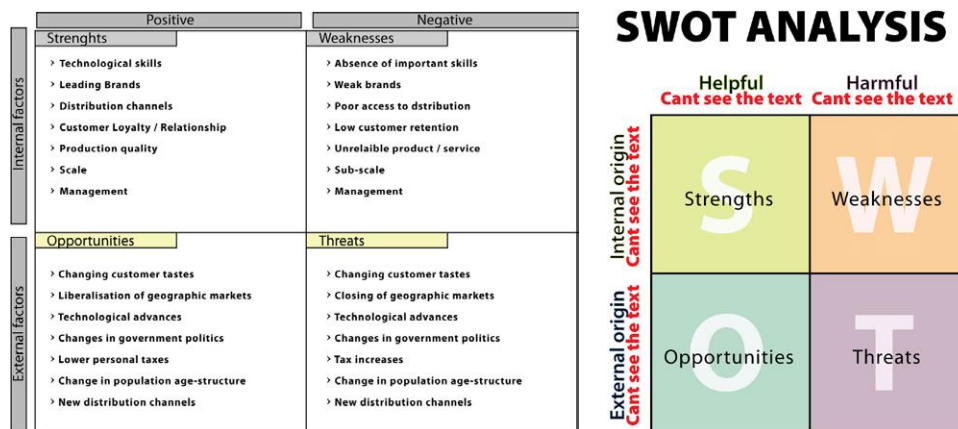 Positive
Negative
Internal factors
Strenghts
› Technological skills
› Leading Brands
› Distribution channels
› Customer Loyalty / Relationship
› Production quality
› Scale
› Management
Weaknesses
› Absence of important skills
› Weak brands
› Poor access to dstribution
› Low customer retention
› Unrelaible product / service
› Sub-scale
› Management
External factors
Opportunities
› Changing customer tastes
› Liberalisation of geographic markets
› Technological advances
› Changes in government politics
› Lower personal taxes
› Change in population age-structure
› New distribution channels
Threats
› Changing customer tastes
› Closing of geographic markets
› Technological advances
› Changes in government politics
› Tax increases
› Change in population age-structure
› New distribution channels
SWOT ANALYSIS
Helpful
Cant see the text
Harmful
Cant see the text
Internal origin
Cant see the text
S
Strengths
W
Weaknesses
External origin
Cant see the text
O
Opportunities
T
Threats